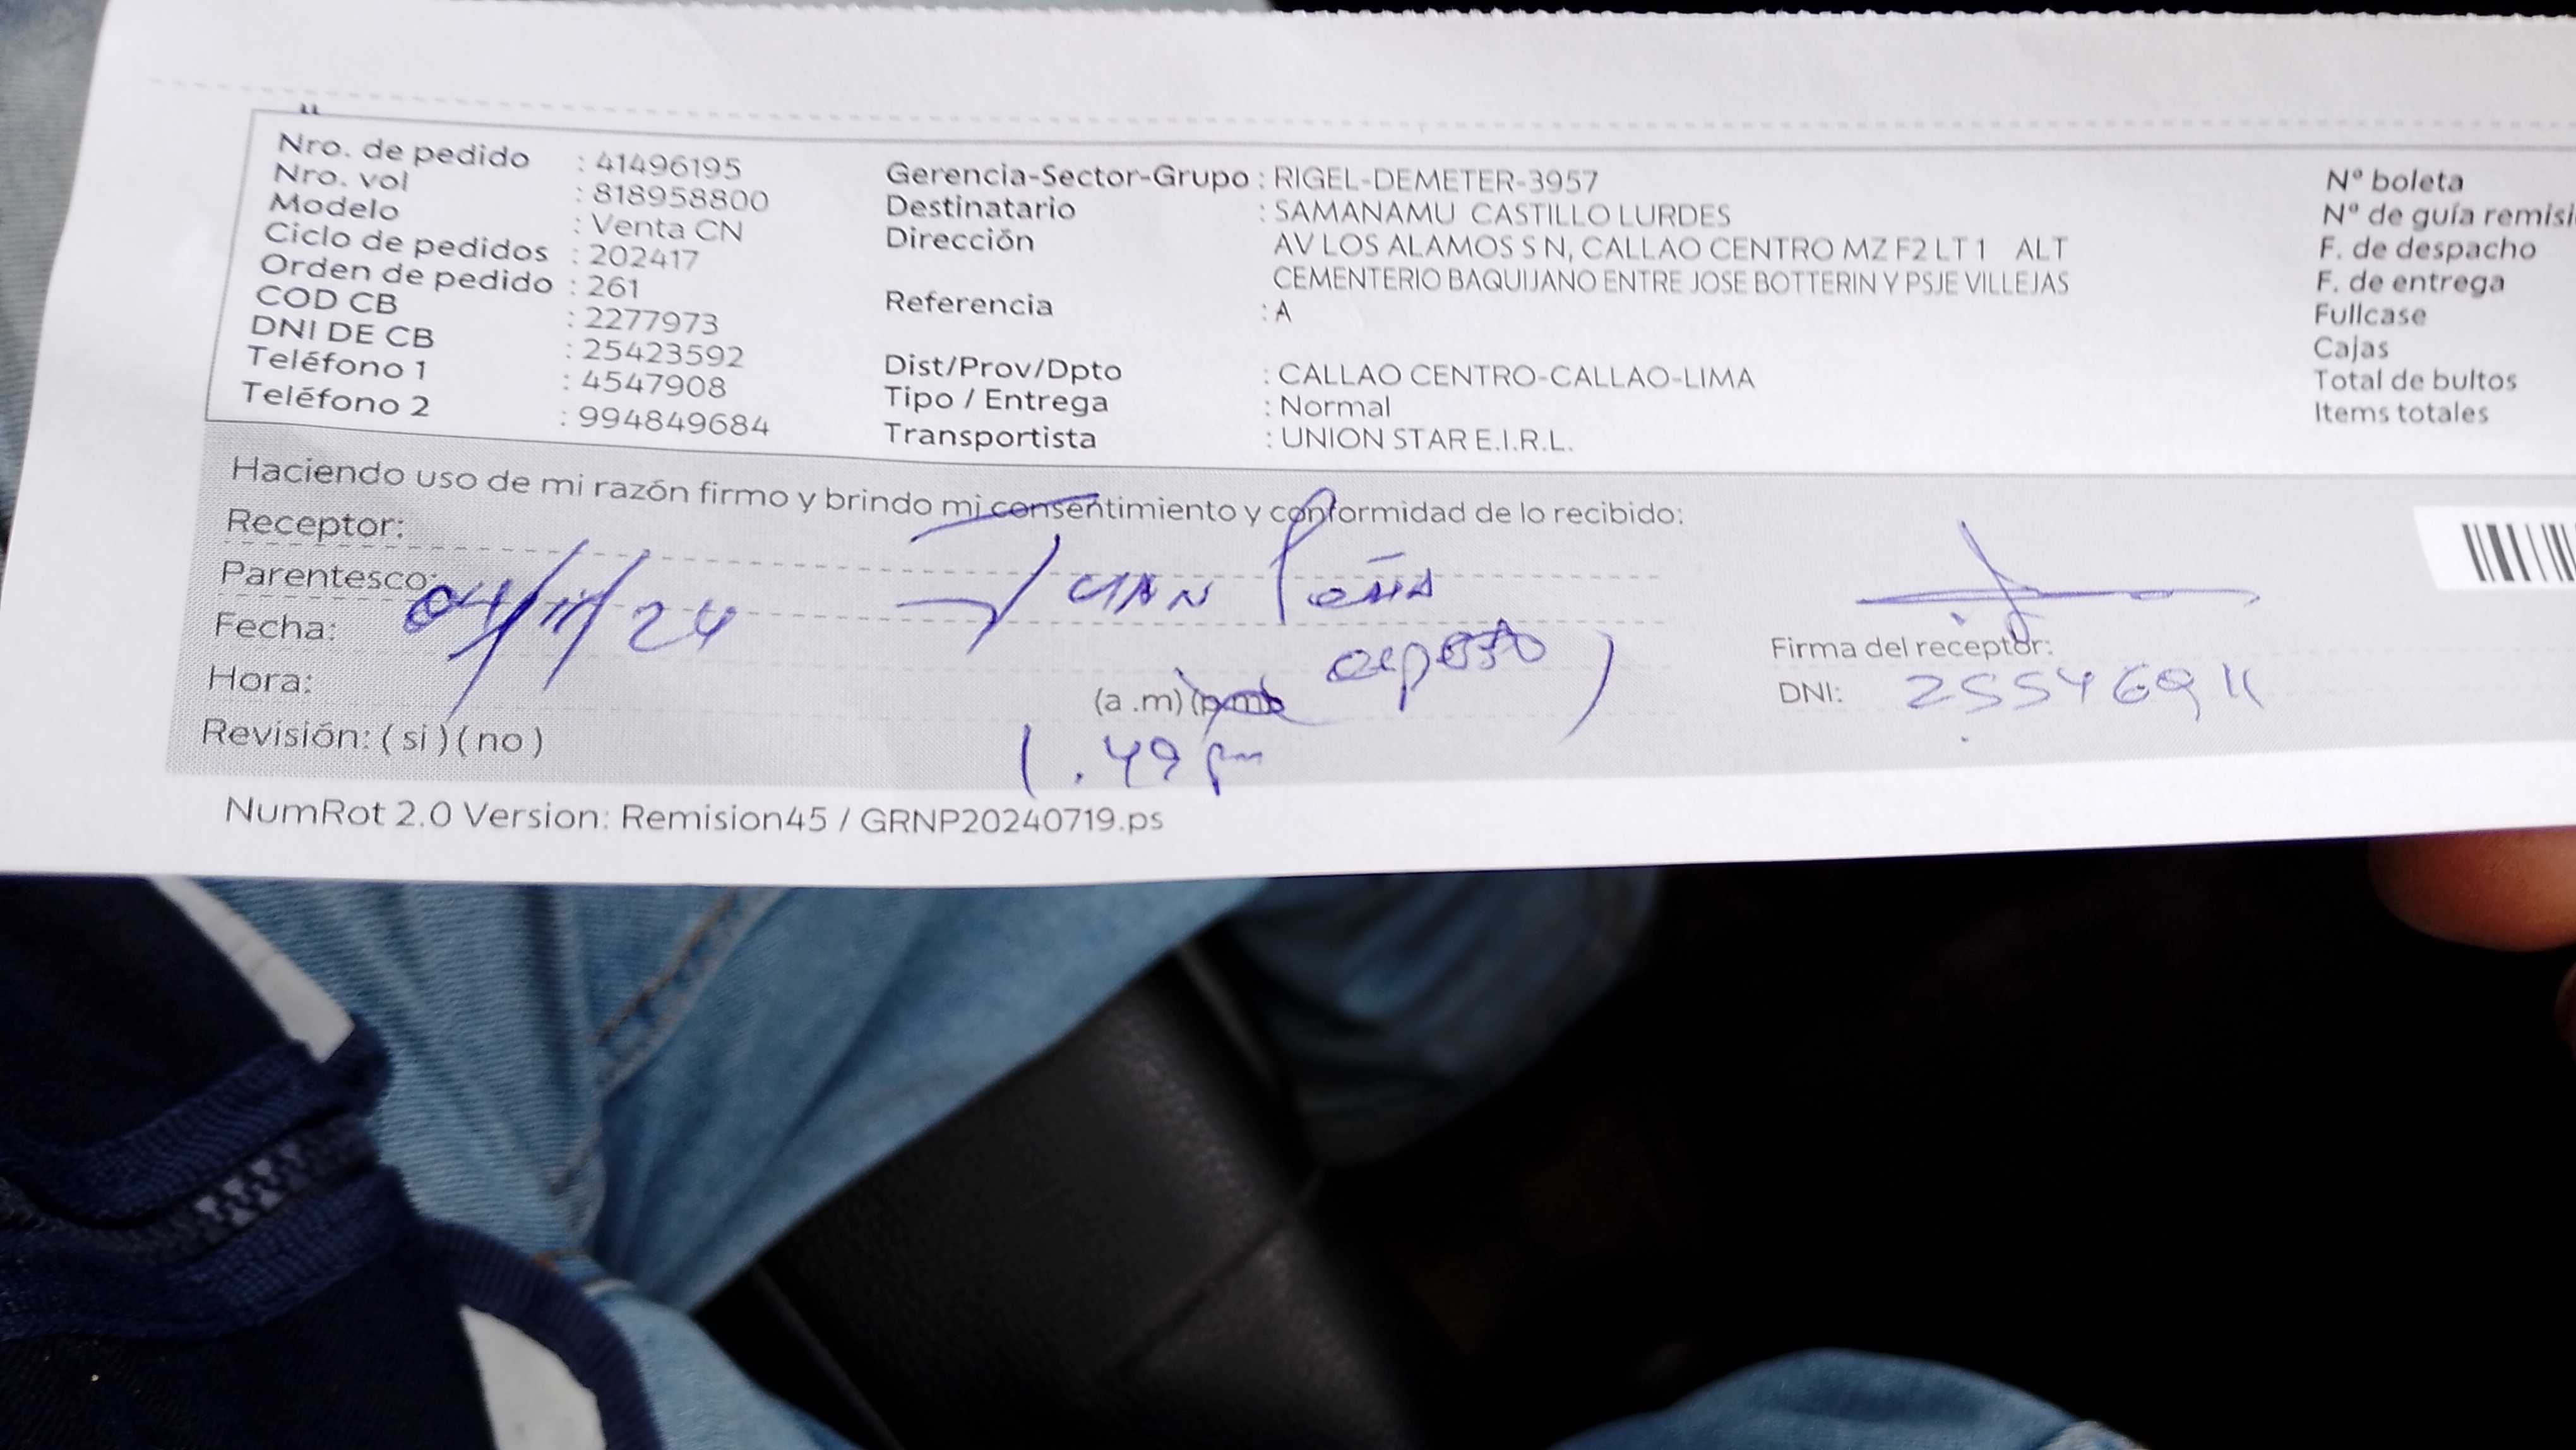 Nro. de pedido : 41496195
Nro. vol : 818958800
Modelo : Venta CN
Ciclo de pedidos : 202417
Orden de pedido : 261
COD CB : 2277973
DNI DE CB : 25423592
Teléfono 1 : 4547908
Teléfono 2 : 994849684
Gerencia-Sector-Grupo : RIGEL-DEMETER-3957
Destinatario : SAMANAMU CASTILLO LURDES
Dirección AV LOS ALAMOS S N, CALLAO CENTRO MZ F2 LT 1 ALT
CEMENTERIO BAQUIJANO ENTRE JOSE BOTTERIN Y PSJE VILLEJAS
Referencia : A
Dist/Prov/Dpto : CALLAO CENTRO-CALLAO-LIMA
Tipo / Entrega : Normal
Transportista : UNION STAR E.I.R.L.
Nº boleta
Nº de guía remisi
F. de despacho
F. de entrega
Fullcase
Cajas
Total de bultos
Items totales
Haciendo uso de mi razón firmo y brindo mi consentimiento y conformidad de lo recibido:
Receptor:
Parentesco: Juan Peña
Fecha: 04/11/24
esposo
Hora: (a .m) (p.m)
1.49 pm
Revisión: ( si ) ( no )
Firma del receptor:
DNI: 25546911
NumRot 2.0 Version: Remision45 / GRNP20240719.ps